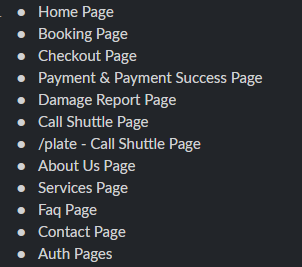 ● Home Page
● Booking Page
● Checkout Page
● Payment & Payment Success Page
● Damage Report Page
● Call Shuttle Page
● /plate - Call Shuttle Page
● About Us Page
● Services Page
● Faq Page
● Contact Page
● Auth Pages